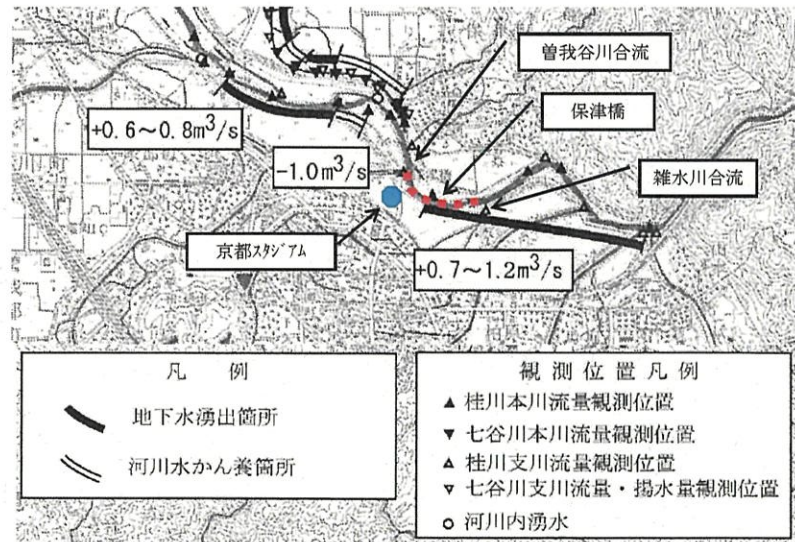 曽我谷川合流
保津橋
+0.6～0.8m³/s
-1.0m³/s
雑水川合流
京都スタジアム
+0.7～1.2m³/s
凡 例
地下水湧出箇所
河川水かん養箇所
観測位置凡例
▲ 桂川本川流量観測位置
▼ 七谷川本川流量観測位置
△ 桂川支川流量観測位置
▽ 七谷川支川流量・揚水量観測位置
○ 河川内湧水